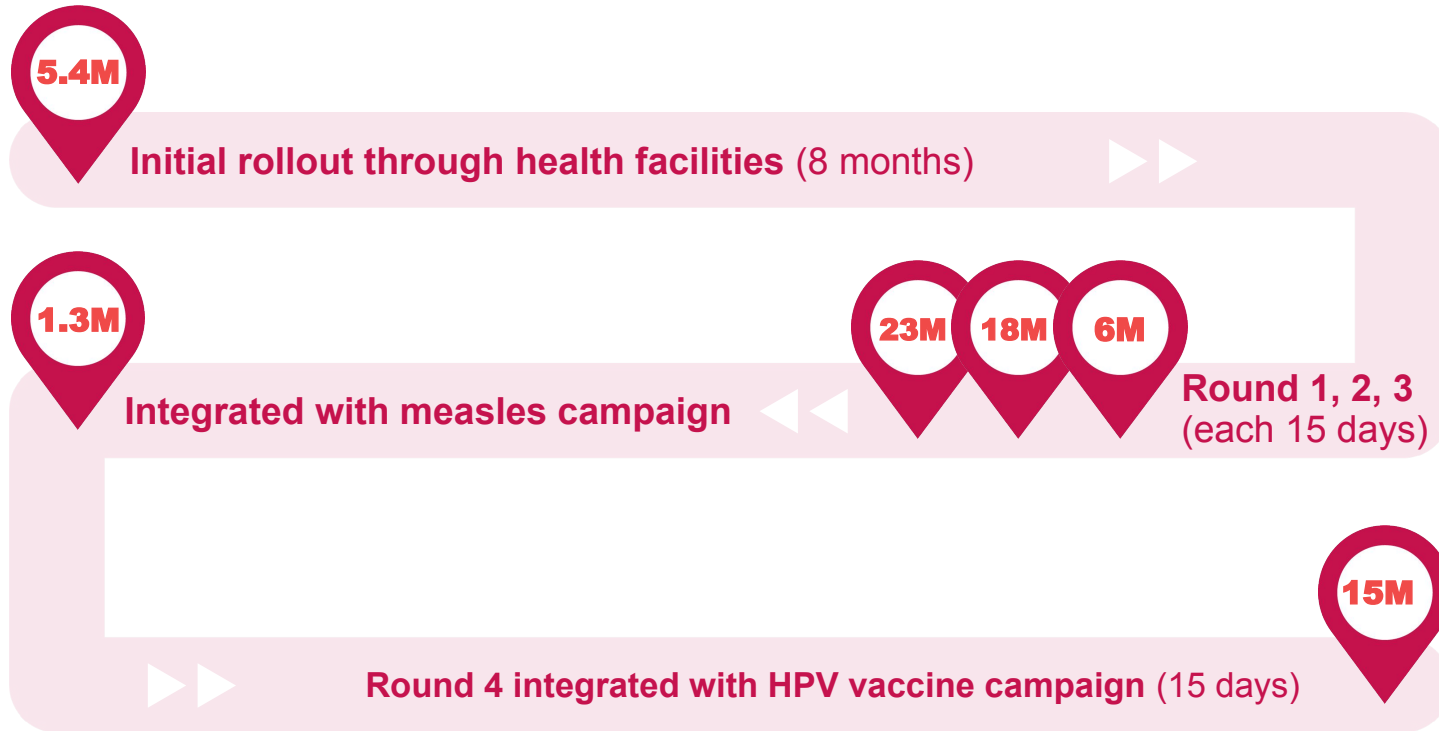 5.4M
Initial rollout through health facilities (8 months)
1.3M
23M
18M
6M
Integrated with measles campaign
Round 1, 2, 3
(each 15 days)
15M
Round 4 integrated with HPV vaccine campaign (15 days)